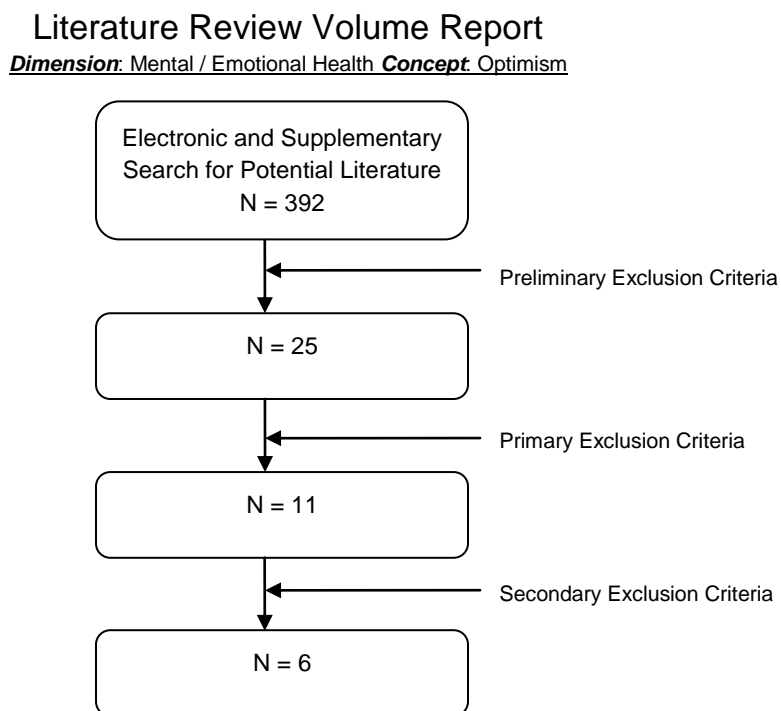 Literature Review Volume Report
Dimension: Mental / Emotional Health Concept: Optimism
Electronic and Supplementary
Search for Potential Literature
N = 392
Preliminary Exclusion Criteria
N = 25
Primary Exclusion Criteria
N = 11
Secondary Exclusion Criteria
N = 6